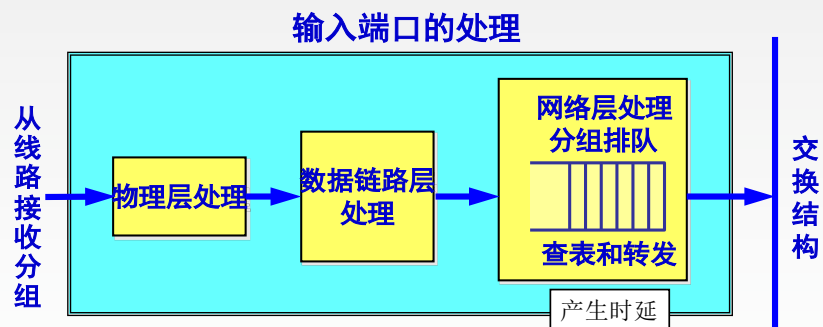 输入端口的处理
从线路接收分组
物理层处理
数据链路层
处理
网络层处理
分组排队
查表和转发
产生时延
交换结构